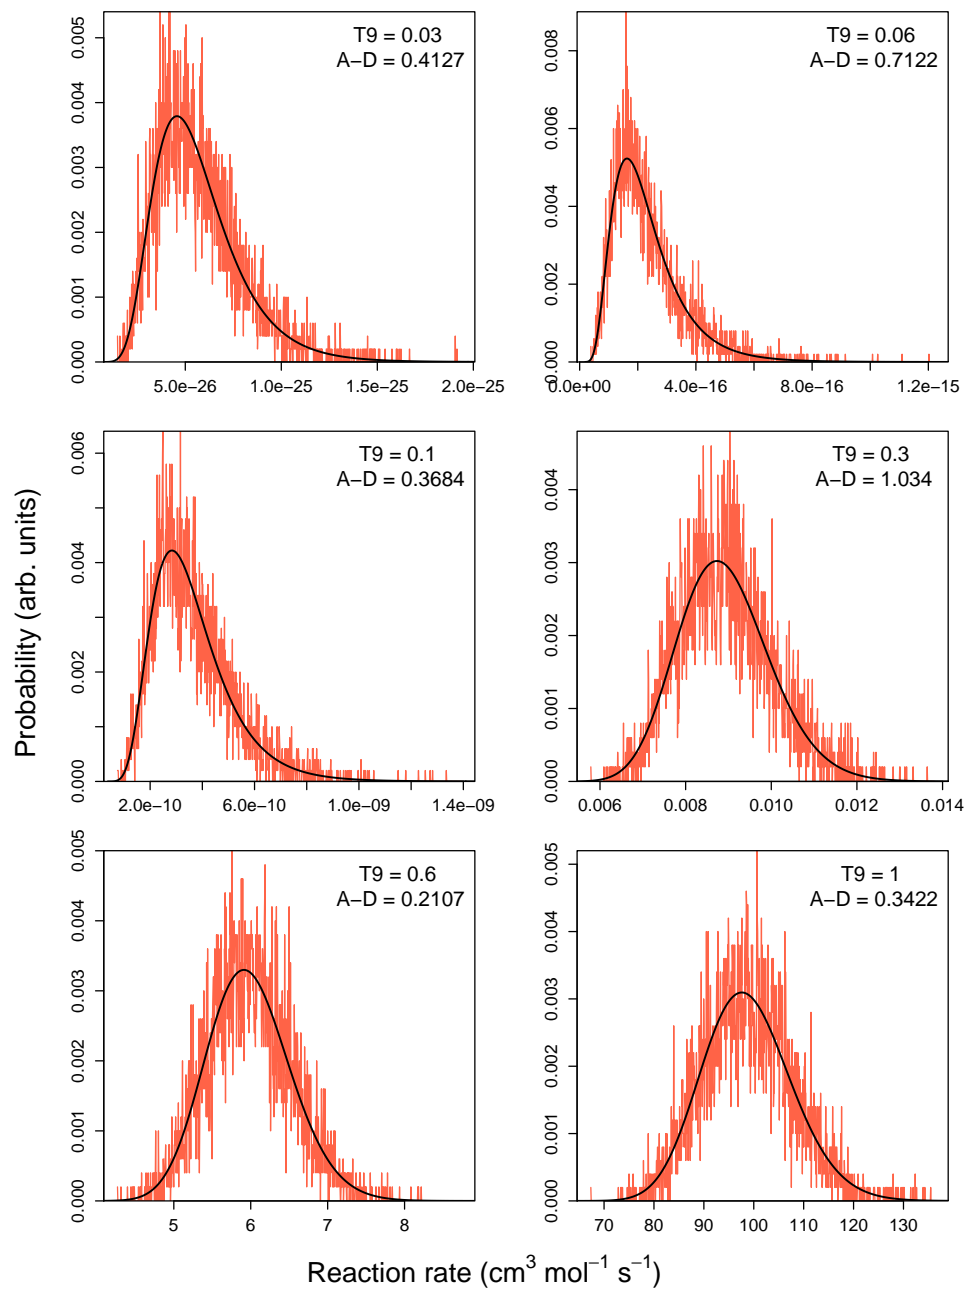 T9 = 0.03
A−D = 0.4127
0.000
0.001
0.002
0.003
0.004
0.005
5.0e−26
1.0e−25
1.5e−25
2.0e−25
T9 = 0.06
A−D = 0.7122
0.000
0.002
0.004
0.006
0.008
0.0e+00
4.0e−16
8.0e−16
1.2e−15
T9 = 0.1
A−D = 0.3684
0.000
0.002
0.004
0.006
2.0e−10
6.0e−10
1.0e−09
1.4e−09
T9 = 0.3
A−D = 1.034
0.000
0.001
0.002
0.003
0.004
0.006
0.008
0.010
0.012
0.014
T9 = 0.6
A−D = 0.2107
0.000
0.001
0.002
0.003
0.004
0.005
5
6
7
8
T9 = 1
A−D = 0.3422
0.000
0.001
0.002
0.003
0.004
0.005
70
80
90
100
110
120
130
Probability (arb. units)
Reaction rate (cm³ mol⁻¹ s⁻¹)